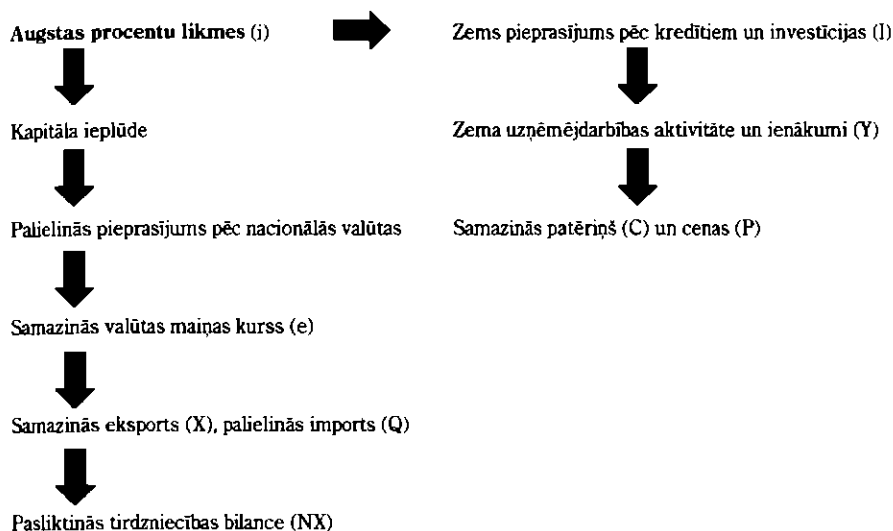 Augstas procentu likmes (i)
Zems pieprasījums pēc kredītiem un investīcijas (I)
Kapitāla ieplūde
Zema uzņēmējdarbības aktivitāte un ienākumi (Y)
Palielinās pieprasījums pēc nacionālās valūtas
Samazinās patēriņš (C) un cenas (P)
Samazinās valūtas maiņas kurss (e)
Samazinās eksports (X), palielinās imports (Q)
Pasliktinās tirdzniecības bilance (NX)